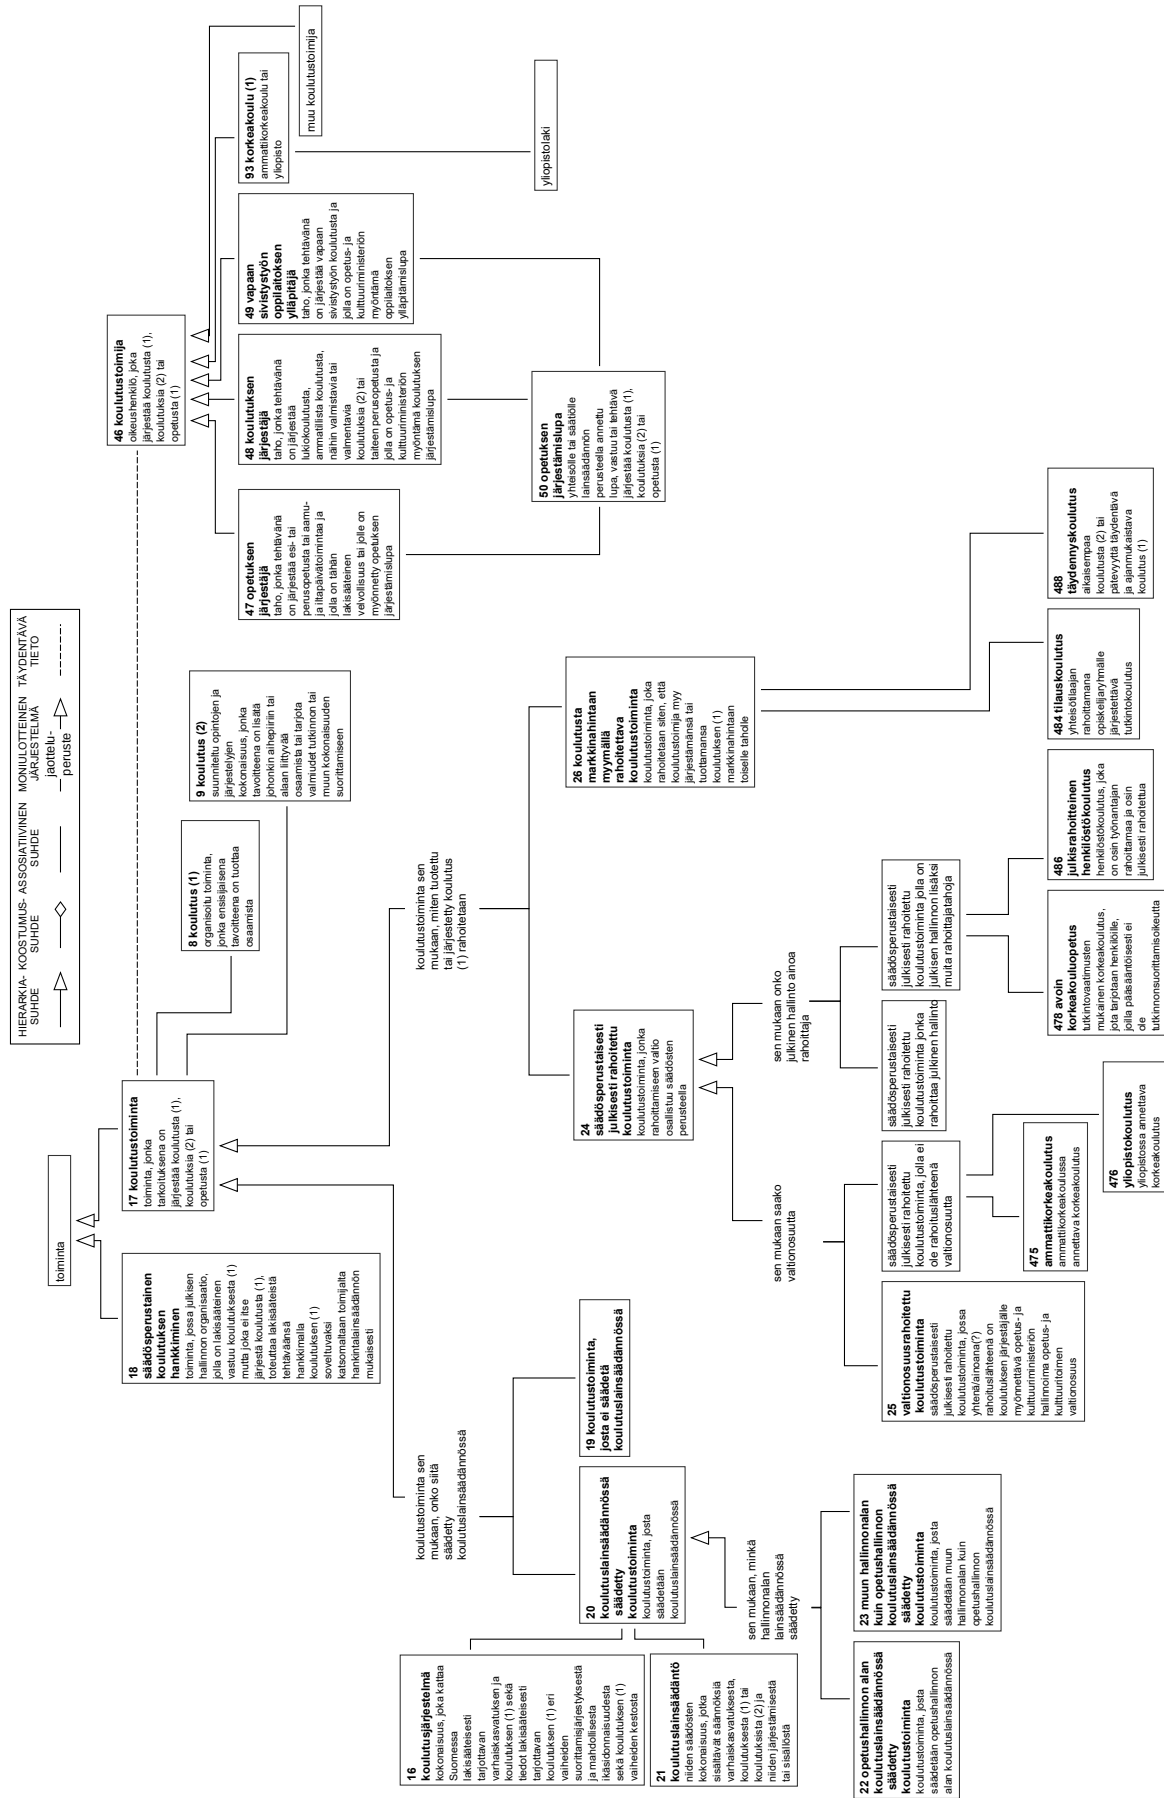 HIERARKIA-
SUHDE
KOOSTUMUS-
SUHDE
ASSOSIATIIVINEN
SUHDE
MONIULOTTEINEN
JÄRJESTELMÄ
jaottelu-
peruste
TÄYDENTÄVÄ
TIETO
toiminta
18
säädösperustainen
koulutuksen
hankkiminen
toiminta, jossa julkisen
hallinnon organisaatio,
jolla on lakisääteinen
vastuu koulutuksesta (1)
mutta joka ei itse
järjestä koulutusta (1),
toteuttaa lakisääteistä
tehtäväänsä
hankkimalla
koulutuksen (1)
soveltuvaksi
katsomaltaan toimijalta
hankintalainsäädännön
mukaisesti
17 koulutustoiminta
toiminta, jonka
tarkoituksena on
järjestää koulutusta (1),
koulutuksia (2) tai
opetusta (1)
8 koulutus (1)
organisoitu toiminta,
jonka ensisijaisena
tavoitteena on tuottaa
osaamista
9 koulutus (2)
suunniteltu opintojen ja
järjestelyjen
kokonaisuus, jonka
tavoitteena on lisätä
johonkin aihepiiriin tai
alaan liittyvää
osaamista tai tarjota
valmiudet tutkinnon tai
muun kokonaisuuden
suorittamiseen
46 koulutustoimija
oikeushenkilö, joka
järjestää koulutusta (1),
koulutuksia (2) tai
opetusta (1)
47 opetuksen
järjestäjä
taho, jonka tehtävänä
on järjestää esi- tai
perusopetusta tai aamu-
ja iltapäivätoimintaa ja
jolla on tähän
lakisääteinen
velvollisuus tai jolle on
myönnetty opetuksen
järjestämislupa
48 koulutuksen
järjestäjä
taho, jonka tehtävänä
on järjestää
lukiokoulutusta,
ammatillista koulutusta,
näihin valmistavia tai
valmentavia
koulutuksia (2) tai
taiteen perusopetusta ja
jolla on opetus- ja
kulttuuriministeriön
myöntämä koulutuksen
järjestämislupa
49 vapaan
sivistystyön
oppilaitoksen
ylläpitäjä
taho, jonka tehtävänä
on järjestää vapaan
sivistystyön koulutusta ja
jolla on opetus- ja
kulttuuriministeriön
myöntämä
oppilaitoksen
ylläpitämislupa
93 korkeakoulu (1)
ammattikorkeakoulu tai
yliopisto
muu koulutustoimija
50 opetuksen
järjestämislupa
yhteisölle tai säätiölle
lainsäädännön
perusteella annettu
lupa, vastuu tai tehtävä
järjestää koulutusta (1),
koulutuksia (2) tai
opetusta (1)
yliopistolaki
koulutustoiminta sen
mukaan, onko siitä
säädetty
koulutuslainsäädännössä
koulutustoiminta sen
mukaan, miten tuotettu
tai järjestetty koulutus
(1) rahoitetaan
16
koulutusjärjestelmä
kokonaisuus, joka kattaa
Suomessa
lakisääteisesti
tarjottavan
varhaiskasvatuksen ja
koulutuksen (1) sekä
tiedot lakisääteisesti
tarjottavan
koulutuksen (1) eri
vaiheiden
suorittamisjärjestyksestä
ja mahdollisesta
ikäsidonnaisuudesta
sekä koulutuksen (1)
vaiheiden kestosta
20
koulutuslainsäädännössä
säädetty
koulutustoiminta
koulutustoiminta, josta
säädetään
koulutuslainsäädännössä
19 koulutustoiminta,
josta ei säädetä
koulutuslainsäädännössä
21
koulutuslainsäädäntö
niiden säädösten
kokonaisuus, jotka
sisältävät säännöksiä
varhaiskasvatuksesta,
koulutuksesta (1) tai
koulutuksista (2) ja
niiden järjestämisestä
tai sisällöstä
sen mukaan, minkä
hallinnonalan
lainsäädännössä
säädetty
22 opetushallinnon alan
koulutuslainsäädännössä
säädetty
koulutustoiminta
koulutustoiminta, josta
säädetään opetushallinnon
alan koulutuslainsäädännössä
23 muun hallinnonalan
kuin opetushallinnon
koulutuslainsäädännössä
säädetty
koulutustoiminta
koulutustoiminta, josta
säädetään muun
hallinnonalan kuin
opetushallinnon
koulutuslainsäädännössä
24
säädösperustaisesti
julkisesti rahoitettu
koulutustoiminta
koulutustoiminta, jonka
rahoittamiseen valtio
osallistuu säädösten
perusteella
26 koulutusta
markkinahintaan
myymällä
rahoitettava
koulutustoiminta
koulutustoiminta, joka
rahoitetaan siten, että
koulutustoimija myy
järjestämänsä tai
tuottamansa
koulutuksen (1)
markkinahintaan
toiselle taholle
sen mukaan saako
valtionosuutta
sen mukaan onko
julkinen hallinto ainoa
rahoittaja
25
valtionosuusrahoitettu
koulutustoiminta
säädösperustaisesti
julkisesti rahoitettu
koulutustoiminta, jossa
yhtenä/ainoana(?)
rahoituslähteenä on
koulutuksen järjestäjälle
myönnettävä opetus- ja
kulttuuriministeriön
hallinnoima opetus- ja
kulttuuritoimen
valtionosuus
säädösperustaisesti
julkisesti rahoitettu
koulutustoiminta, jolla ei
ole rahoituslähteenä
valtionosuutta
säädösperustaisesti
julkisesti rahoitettu
koulutustoiminta jonka
rahoittaa julkinen hallinto
säädösperustaisesti
julkisesti rahoitettu
koulutustoiminta jolla on
julkisen hallinnon lisäksi
muita rahoittajatahoja
475
ammattikorkeakoulutus
ammattikorkeakoulussa
annettava korkeakoulutus
476
yliopistokoulutus
yliopistossa annettava
korkeakoulutus
478 avoin
korkeakouluopetus
tutkintovaatimusten
mukainen korkeakoulutus,
jota tarjotaan henkilöille,
joilla pääsääntöisesti ei
ole
tutkinnonsuorittamisoikeutta
486
julkisrahoitteinen
henkilöstökoulutus
henkilöstökoulutus, joka
on osin työnantajan
rahoittamaa ja osin
julkisesti rahoitettua
484 tilauskoulutus
yhteisötilaajan
rahoittamana
opiskelijaryhmälle
järjestettävä
tutkintokoulutus
488
täydennyskoulutus
aikaisempaa
koulutusta (2) tai
pätevyyttä täydentävä
ja ajanmukaistava
koulutus (1)